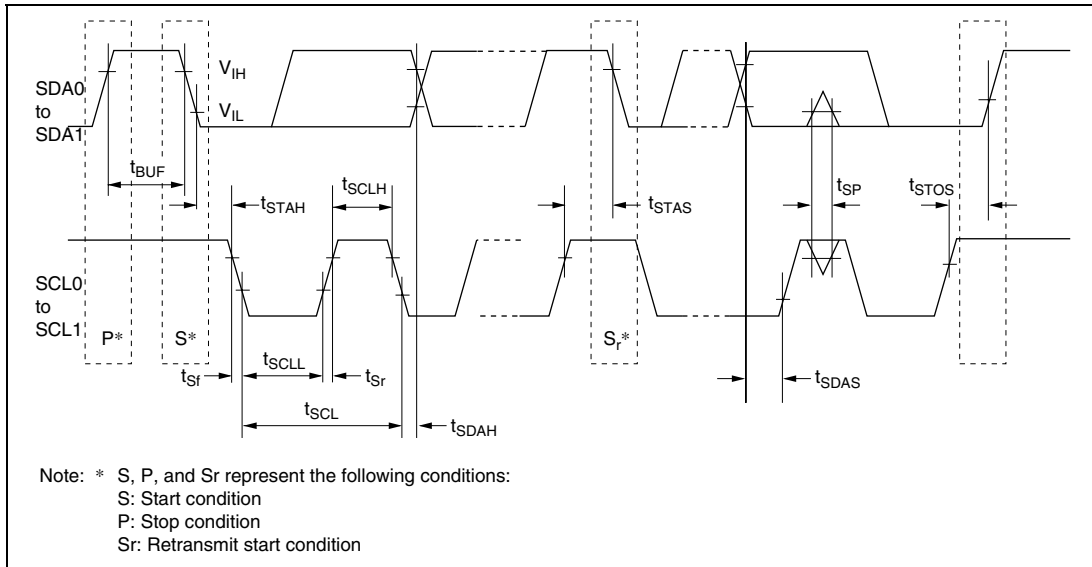 SDA0
to
SDA1
V_IH
V_IL
t_BUF
t_STAH
t_SCLH
t_STAS
t_SP
t_STOS
SCL0
to
SCL1
P*
S*
S_r*
t_Sf
t_SCLL
t_Sr
t_SCL
t_SDAH
t_SDAS
Note: * S, P, and Sr represent the following conditions:
S: Start condition
P: Stop condition
Sr: Retransmit start condition